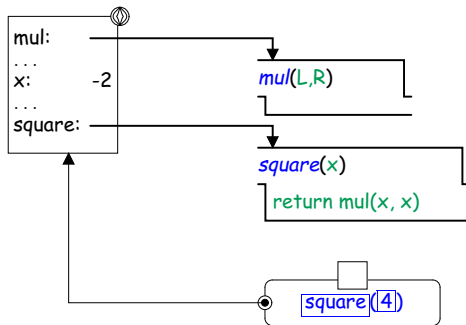 mul:
...
x: -2
...
square:
mul(L,R)
square(x)
return mul(x, x)
square(4)